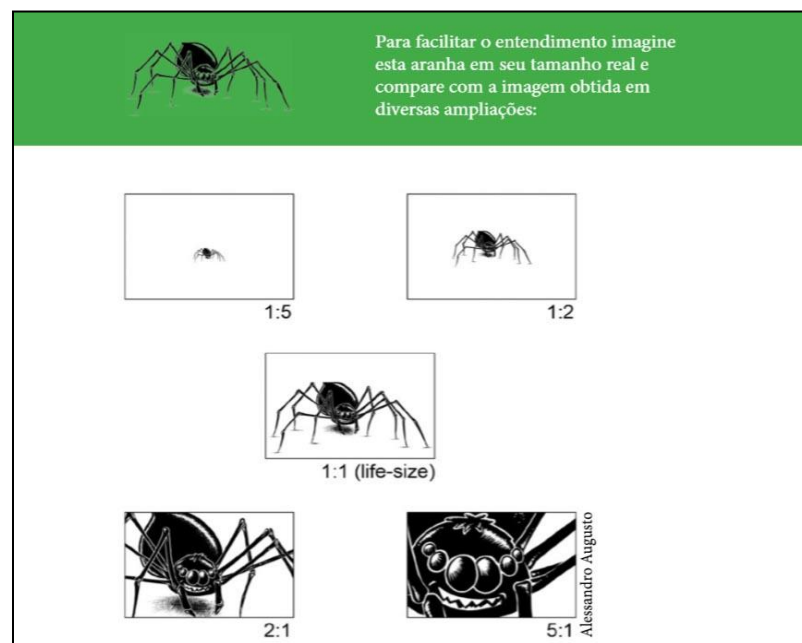 Para facilitar o entendimento imagine
esta aranha em seu tamanho real e
compare com a imagem obtida em
diversas ampliações:
1:5
1:2
1:1 (life-size)
2:1
5:1
Alessandro Augusto